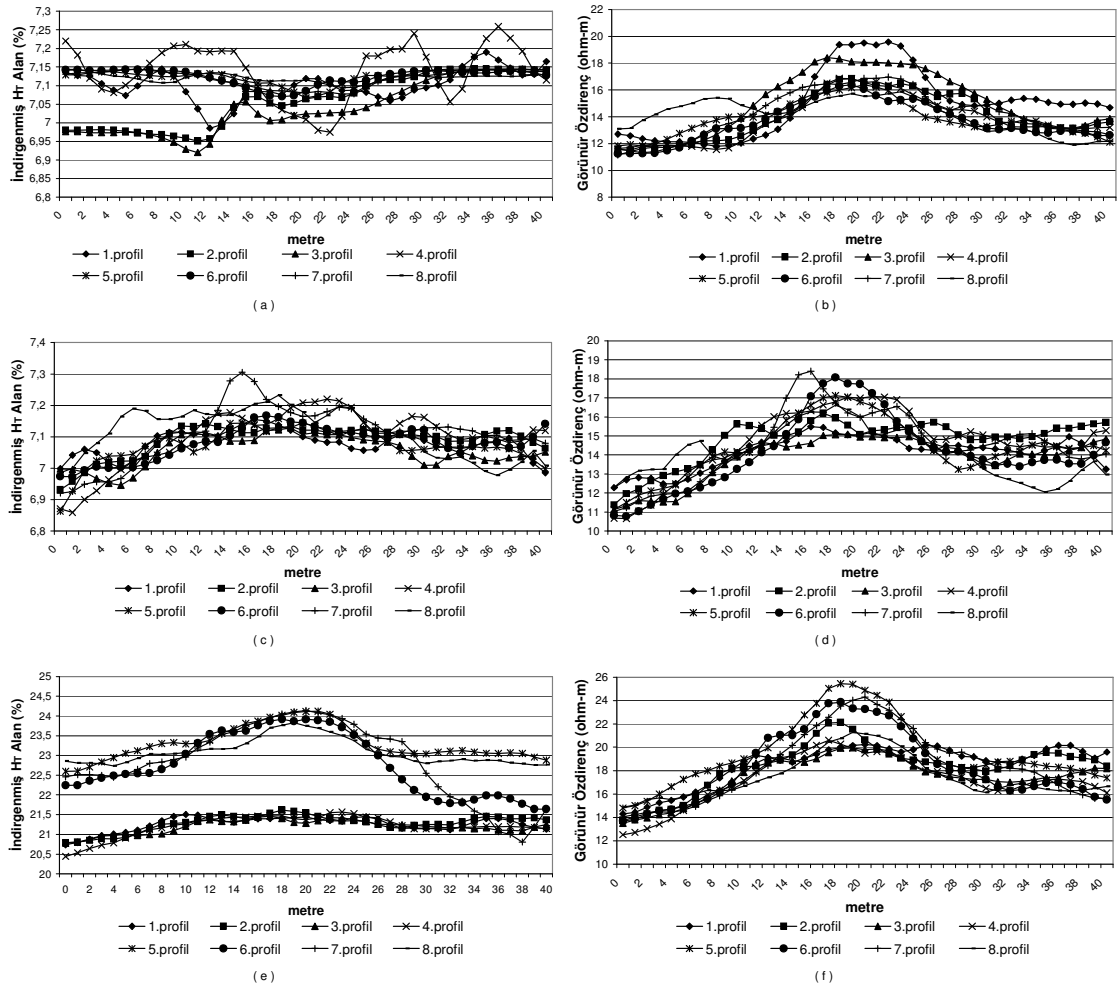 İndirgenmiş Hr Alan (%)
7,3
7,25
7,2
7,15
7,1
7,05
7
6,95
6,9
6,85
6,8
0 2 4 6 8 10 12 14 16 18 20 22 24 26 28 30 32 34 36 38 40
metre
1.profil 2.profil 3.profil 4.profil
5.profil 6.profil 7.profil 8.profil
( a )
Görünür Özdirenç (ohm-m)
22
20
18
16
14
12
10
8
0 2 4 6 8 10 12 14 16 18 20 22 24 26 28 30 32 34 36 38 40
metre
1.profil 2.profil 3.profil 4.profil
5.profil 6.profil 7.profil 8.profil
( b )
İndirgenmiş Hr Alan (%)
7,4
7,3
7,2
7,1
7,0
6,9
6,8
0 2 4 6 8 10 12 14 16 18 20 22 24 26 28 30 32 34 36 38 40
metre
1.profil 2.profil 3.profil 4.profil
5.profil 6.profil 7.profil 8.profil
( c )
Görünür Özdirenç (ohm-m)
20
19
18
17
16
15
14
13
12
11
10
0 2 4 6 8 10 12 14 16 18 20 22 24 26 28 30 32 34 36 38 40
metre
1.profil 2.profil 3.profil 4.profil
5.profil 6.profil 7.profil 8.profil
( d )
İndirgenmiş Hr Alan (%)
25
24,5
24
23,5
23
22,5
22
21,5
21
20,5
20
0 2 4 6 8 10 12 14 16 18 20 22 24 26 28 30 32 34 36 38 40
metre
1.profil 2.profil 3.profil 4.profil
5.profil 6.profil 7.profil 8.profil
( e )
Görünür Özdirenç (ohm-m)
26
24
22
20
18
16
14
12
10
0 2 4 6 8 10 12 14 16 18 20 22 24 26 28 30 32 34 36 38 40
metre
1.profil 2.profil 3.profil 4.profil
5.profil 6.profil 7.profil 8.profil
( f )